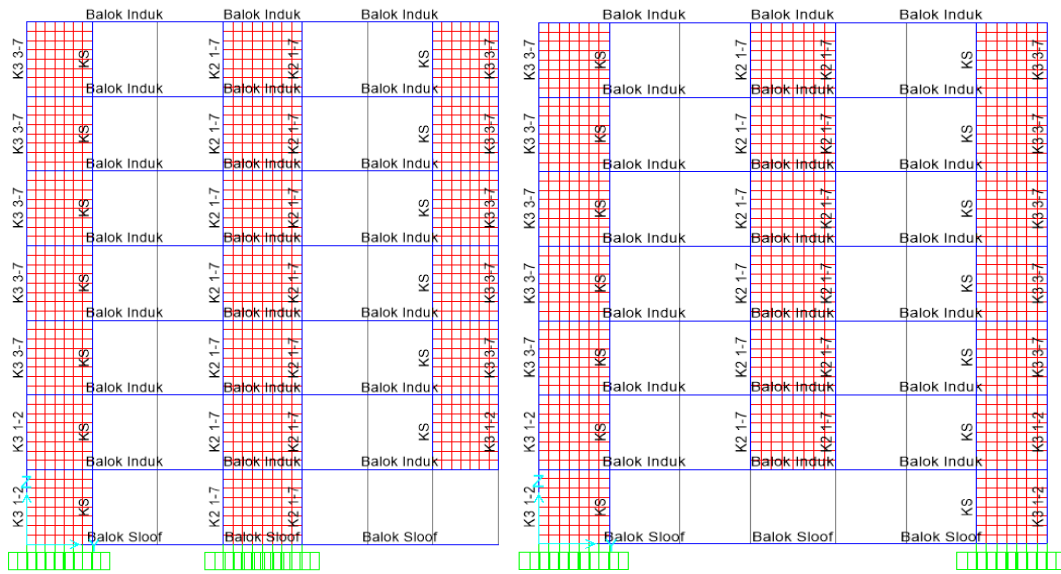 Balok Induk Balok Induk Balok Induk
K3 3-7 KS K2 1-7 K2 1-7 KS K3 3-7
Balok Induk Balok Induk Balok Induk
K3 3-7 KS K2 1-7 K2 1-7 KS K3 3-7
Balok Induk Balok Induk Balok Induk
K3 3-7 KS K2 1-7 K2 1-7 KS K3 3-7
Balok Induk Balok Induk Balok Induk
K3 3-7 KS K2 1-7 K2 1-7 KS K3 3-7
Balok Induk Balok Induk Balok Induk
K3 3-7 KS K2 1-7 K2 1-7 KS K3 3-7
Balok Induk Balok Induk Balok Induk
K3 1-2 KS K2 1-7 K2 1-7 KS K3 1-2
Balok Induk Balok Induk Balok Induk
K3 1-2 KS K2 1-7 K2 1-7
Balok Sloof Balok Sloof Balok Sloof
Balok Induk Balok Induk Balok Induk
K3 3-7 KS K2 1-7 K2 1-7 KS K3 3-7
Balok Induk Balok Induk Balok Induk
K3 3-7 KS K2 1-7 K2 1-7 KS K3 3-7
Balok Induk Balok Induk Balok Induk
K3 3-7 KS K2 1-7 K2 1-7 KS K3 3-7
Balok Induk Balok Induk Balok Induk
K3 3-7 KS K2 1-7 K2 1-7 KS K3 3-7
Balok Induk Balok Induk Balok Induk
K3 3-7 KS K2 1-7 K2 1-7 KS K3 3-7
Balok Induk Balok Induk Balok Induk
K3 1-2 KS K2 1-7 K2 1-7 KS K3 1-2
Balok Induk Balok Induk Balok Induk
K3 1-2 KS KS K3 1-2
Balok Sloof Balok Sloof Balok Sloof